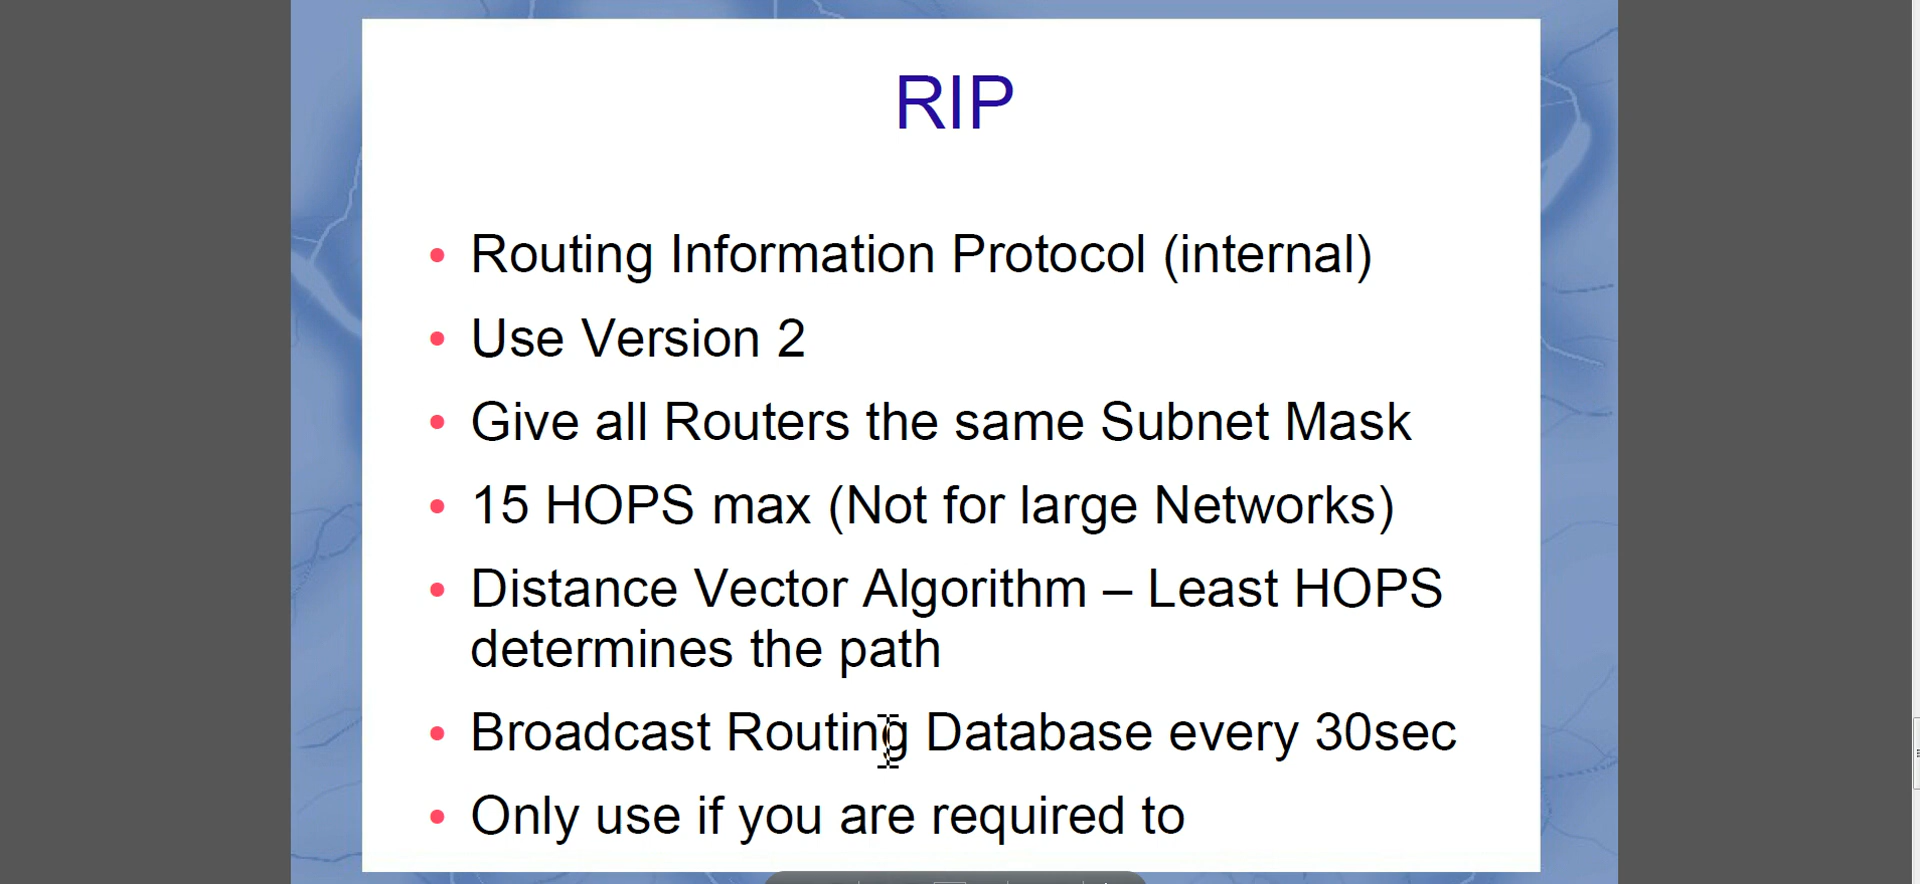 RIP
• Routing Information Protocol (internal)
• Use Version 2
• Give all Routers the same Subnet Mask
• 15 HOPS max (Not for large Networks)
• Distance Vector Algorithm – Least HOPS
determines the path
• Broadcast Routing Database every 30sec
• Only use if you are required to